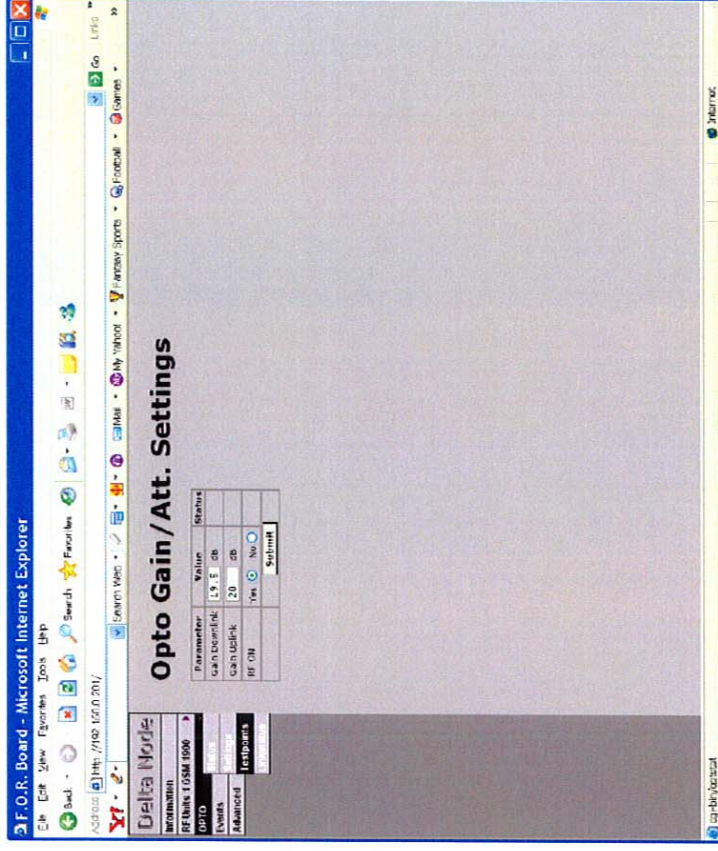 F.O.R. Board - Microsoft Internet Explorer
File Edit View Favorites Tools Help
Back Search Favorites
Address http://192.168.0.201/ Go Links »
Y! Search Web Mail My Yahoo! Fantasy Sports Football Games »
Delta Node
Information
RF Units 1 GSM 1900
OPTO
Events
Advanced
Status
Settings
Testpoints
Opto Gain/Att. Settings
Parameter Value Status
Gain Downlink 19.5 dB
Gain Uplink 20 dB
RF ON Yes No
Submit
Internet